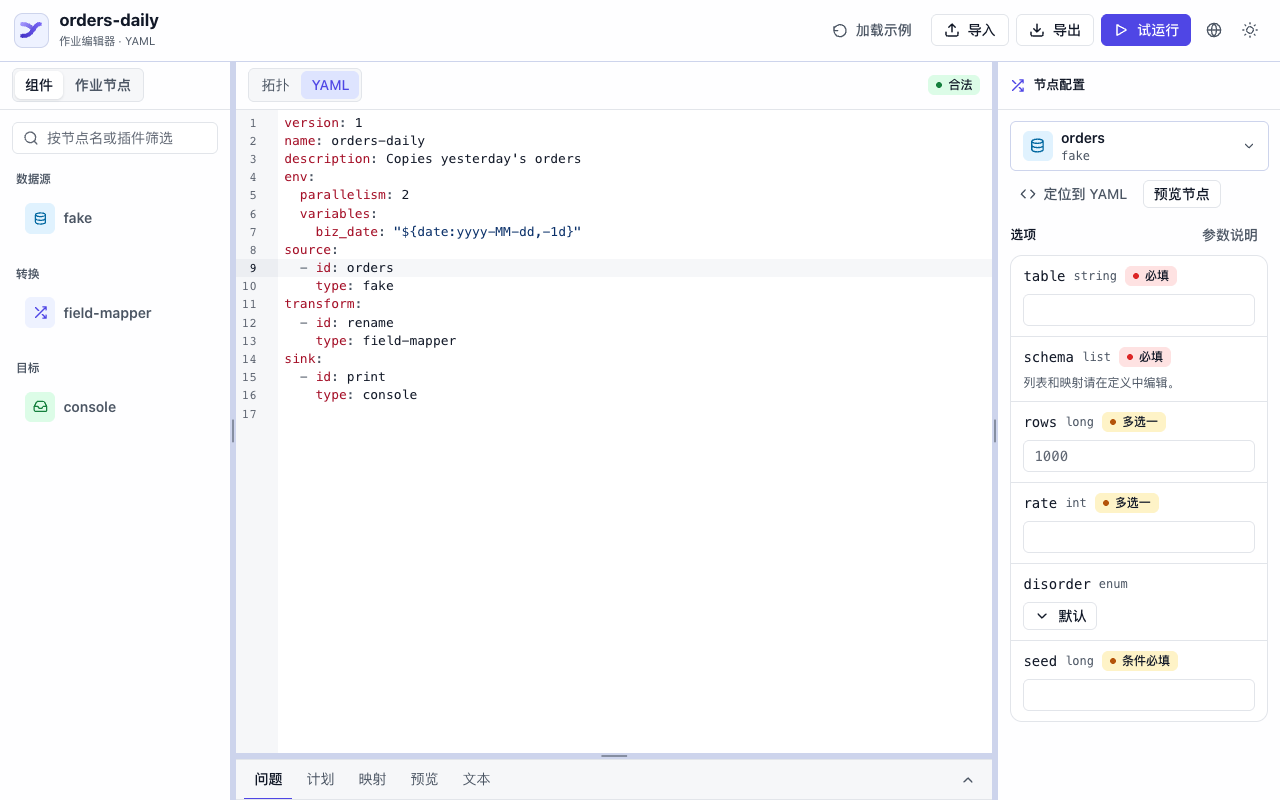 orders-daily
作业编辑器 · YAML
加载示例
导入
导出
试运行
组件
作业节点
按节点名或插件筛选
数据源
fake
转换
field-mapper
目标
console
拓扑
YAML
合法
1 version: 1
2 name: orders-daily
3 description: Copies yesterday's orders
4 env:
5   parallelism: 2
6   variables:
7     biz_date: "${date:yyyy-MM-dd,-1d}"
8 source:
9   - id: orders
10     type: fake
11 transform:
12   - id: rename
13     type: field-mapper
14 sink:
15   - id: print
16     type: console
17
问题
计划
映射
预览
文本
节点配置
orders
fake
定位到 YAML
预览节点
选项
参数说明
table string 必填
schema list 必填
列表和映射请在定义中编辑。
rows long 多选一
1000
rate int 多选一
disorder enum
默认
seed long 条件必填